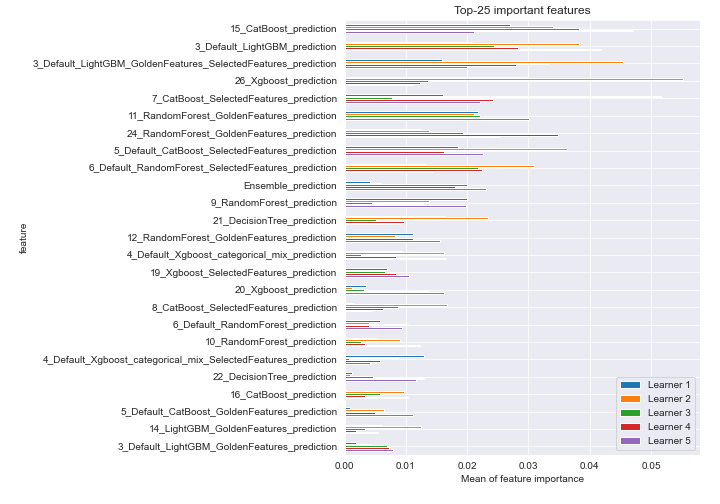 Top-25 important features
15_CatBoost_prediction
3_Default_LightGBM_prediction
3_Default_LightGBM_GoldenFeatures_SelectedFeatures_prediction
26_Xgboost_prediction
7_CatBoost_SelectedFeatures_prediction
11_RandomForest_GoldenFeatures_prediction
24_RandomForest_GoldenFeatures_prediction
5_Default_CatBoost_SelectedFeatures_prediction
6_Default_RandomForest_SelectedFeatures_prediction
Ensemble_prediction
9_RandomForest_prediction
21_DecisionTree_prediction
12_RandomForest_GoldenFeatures_prediction
4_Default_Xgboost_categorical_mix_prediction
19_Xgboost_SelectedFeatures_prediction
20_Xgboost_prediction
8_CatBoost_SelectedFeatures_prediction
6_Default_RandomForest_prediction
10_RandomForest_prediction
4_Default_Xgboost_categorical_mix_SelectedFeatures_prediction
22_DecisionTree_prediction
16_CatBoost_prediction
5_Default_CatBoost_GoldenFeatures_prediction
14_LightGBM_GoldenFeatures_prediction
3_Default_LightGBM_GoldenFeatures_prediction
feature
Learner 1
Learner 2
Learner 3
Learner 4
Learner 5
0.00 0.01 0.02 0.03 0.04 0.05
Mean of feature importance